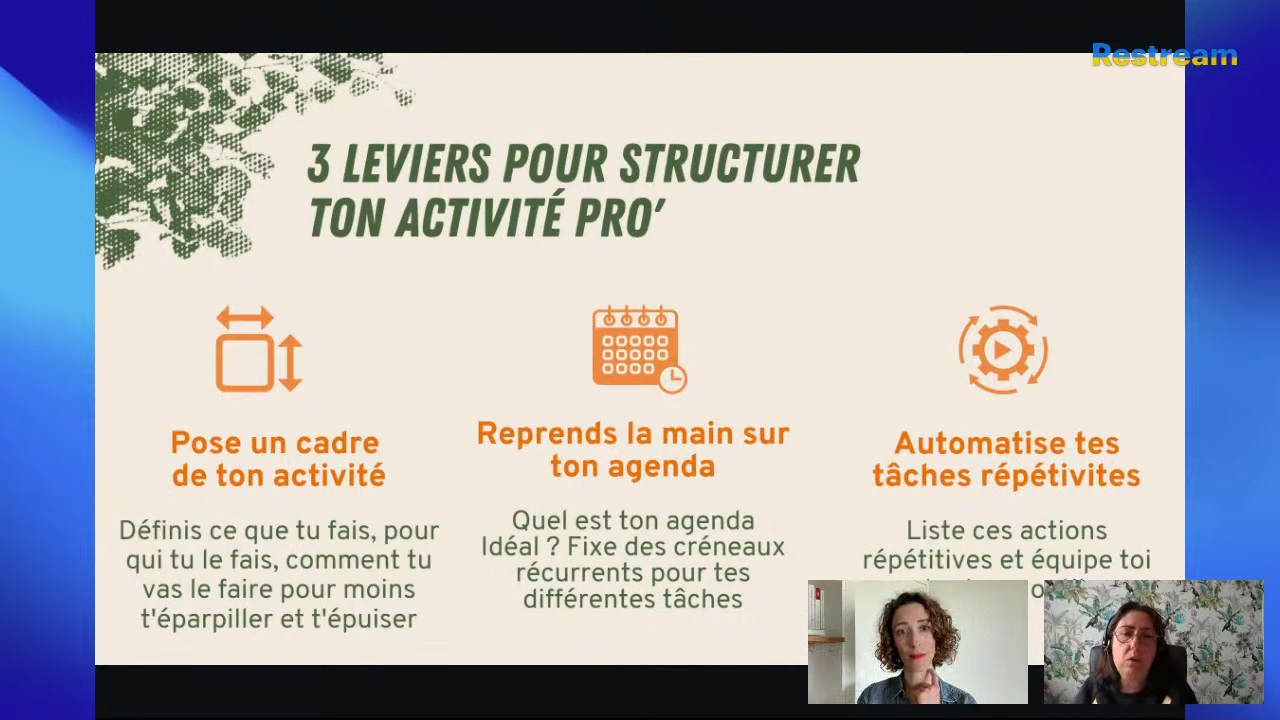 Restream
3 LEVIERS POUR STRUCTURER
TON ACTIVITÉ PRO'
Pose un cadre
de ton activité
Définis ce que tu fais, pour
qui tu le fais, comment tu
vas le faire pour moins
t'éparpiller et t'épuiser
Reprends la main sur
ton agenda
Quel est ton agenda
Idéal ? Fixe des créneaux
récurrents pour tes
différentes tâches
Automatise tes
tâches répétivites
Liste ces actions
répétitives et équipe toi